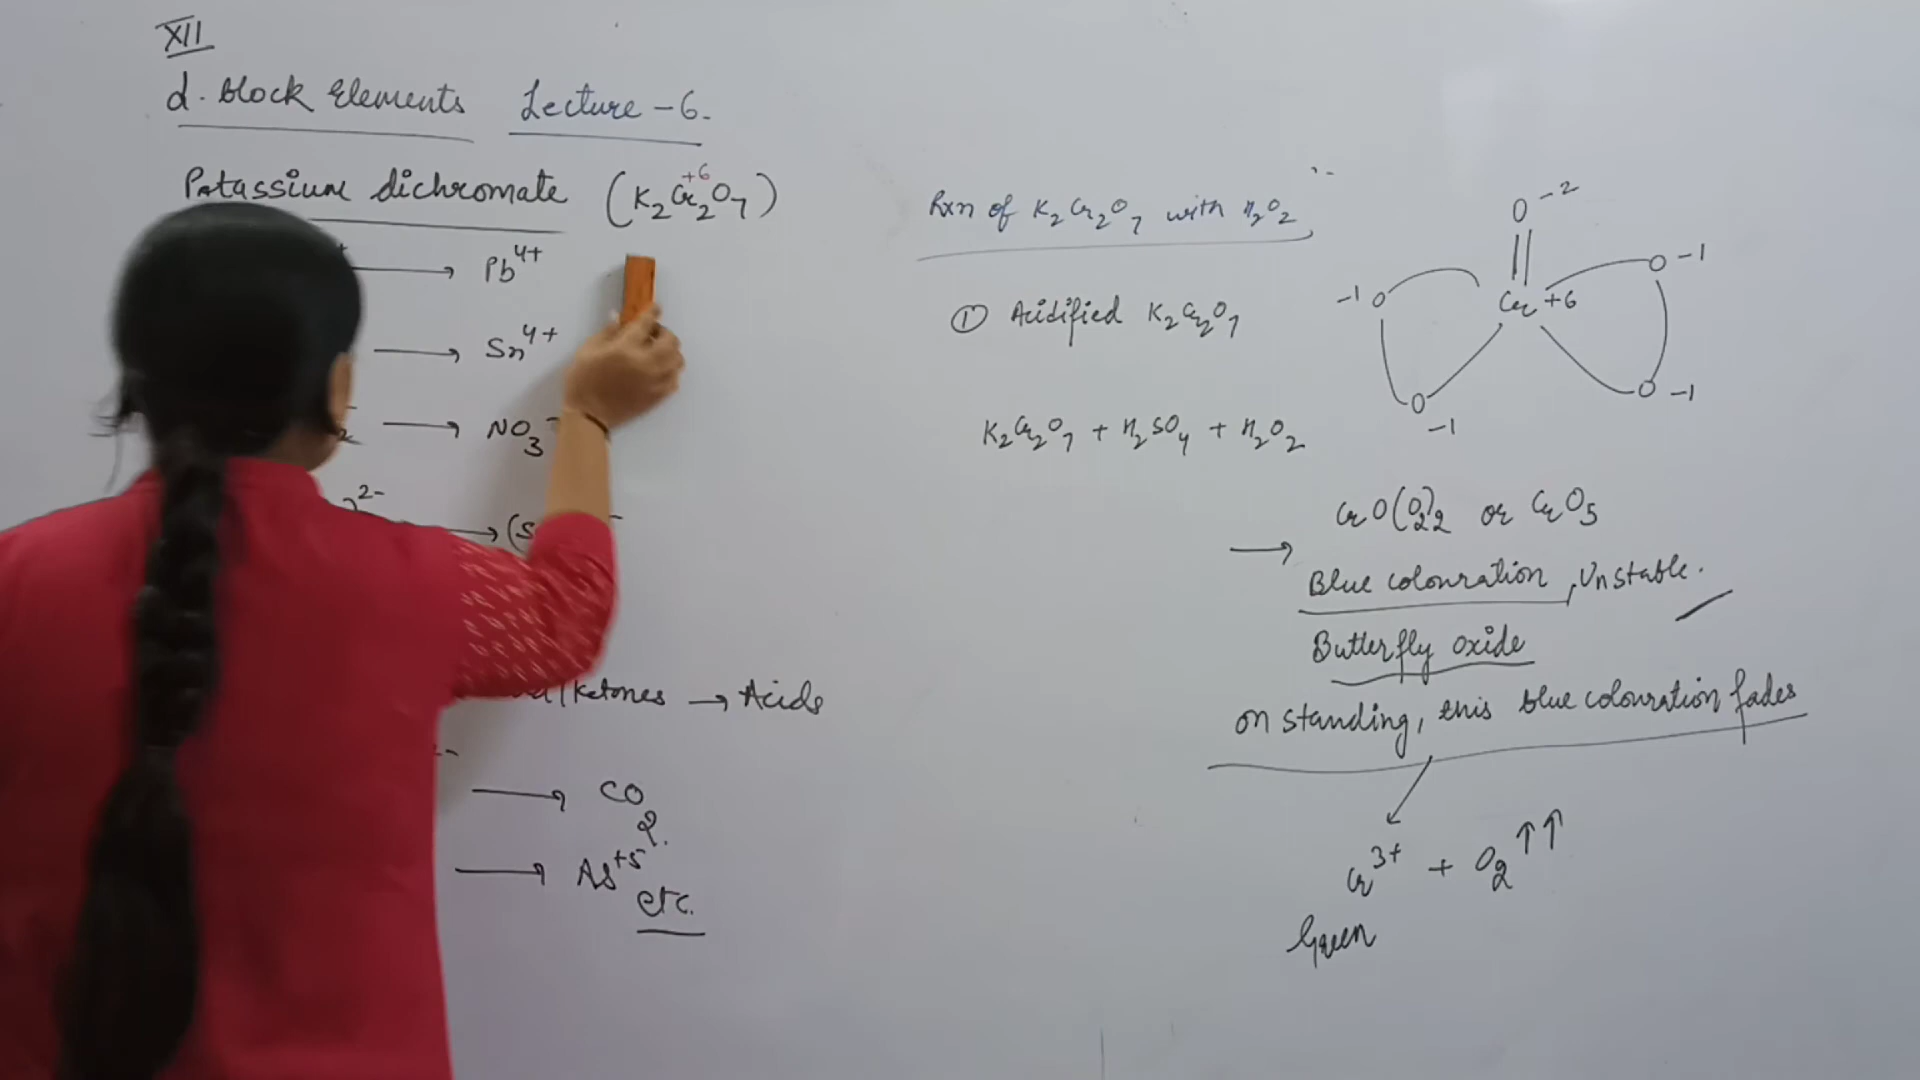 XII
d. Block Elements Lecture - 6.
Potassium dichromate (K2Cr2O7)
+6
→ Pb4+
→ Sn4+
→ NO3-
2- → (S
/ketones → Acids
→ CO2.
→ As+5
etc.
Rxn of K2Cr2O7 with H2O2
① Acidified K2Cr2O7
K2Cr2O7 + H2SO4 + H2O2
O -2
-1 O Cr +6 O -1
O -1 O -1
→ CrO(O2)2 or CrO5
Blue colouration, Unstable.
Butterfly oxide
on standing, this blue colouration fades
Cr3+ + O2 ↑↑
Green